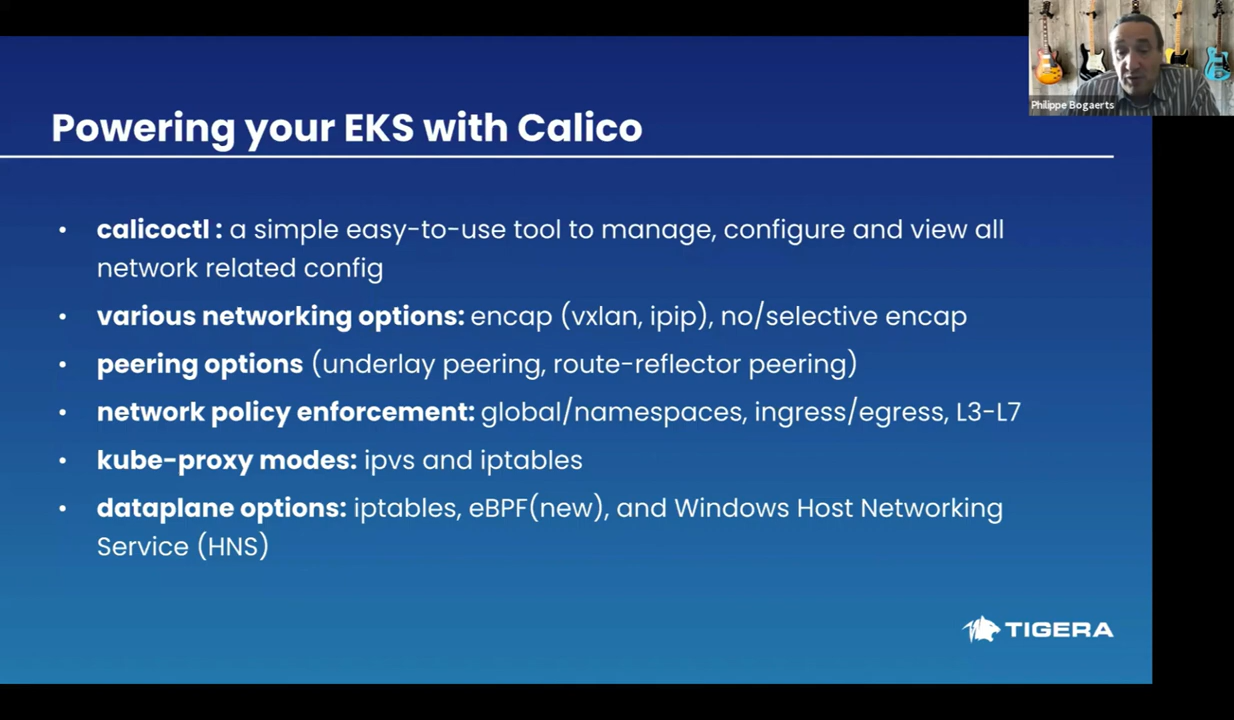 Philippe Bogaerts
Powering your EKS with Calico
• calicoctl : a simple easy-to-use tool to manage, configure and view all
network related config
• various networking options: encap (vxlan, ipip), no/selective encap
• peering options (underlay peering, route-reflector peering)
• network policy enforcement: global/namespaces, ingress/egress, L3-L7
• kube-proxy modes: ipvs and iptables
• dataplane options: iptables, eBPF(new), and Windows Host Networking
Service (HNS)
TIGERA